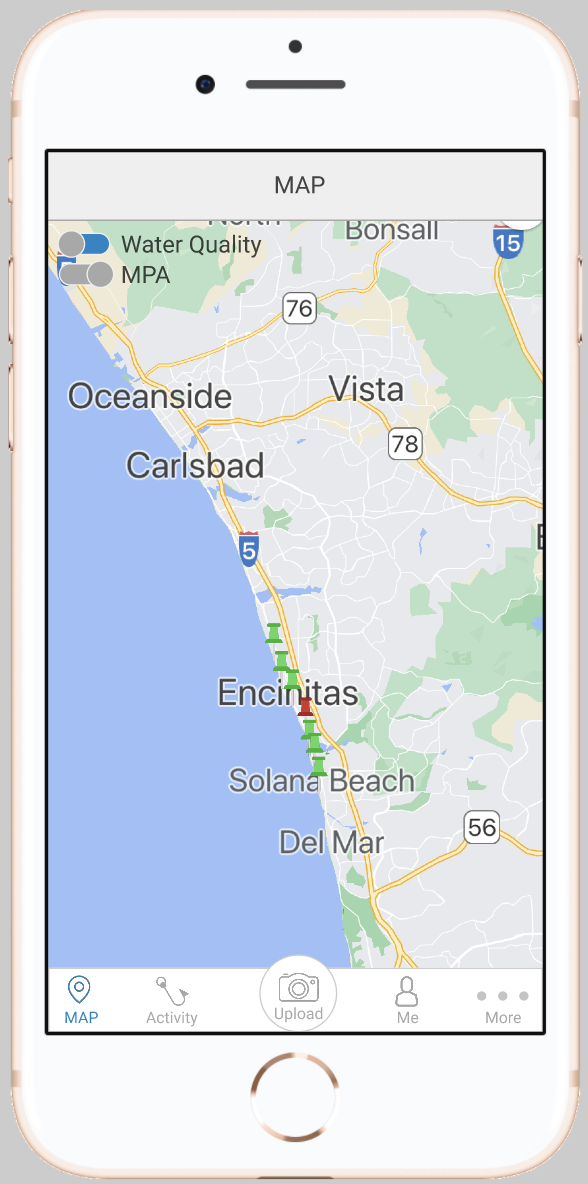 MAP
North
Bonsall
Water Quality
15
MPA
76
Oceanside
Vista
78
Carlsbad
5
Encinitas
Solana Beach
56
Del Mar
MAP
Activity
Upload
Me
More